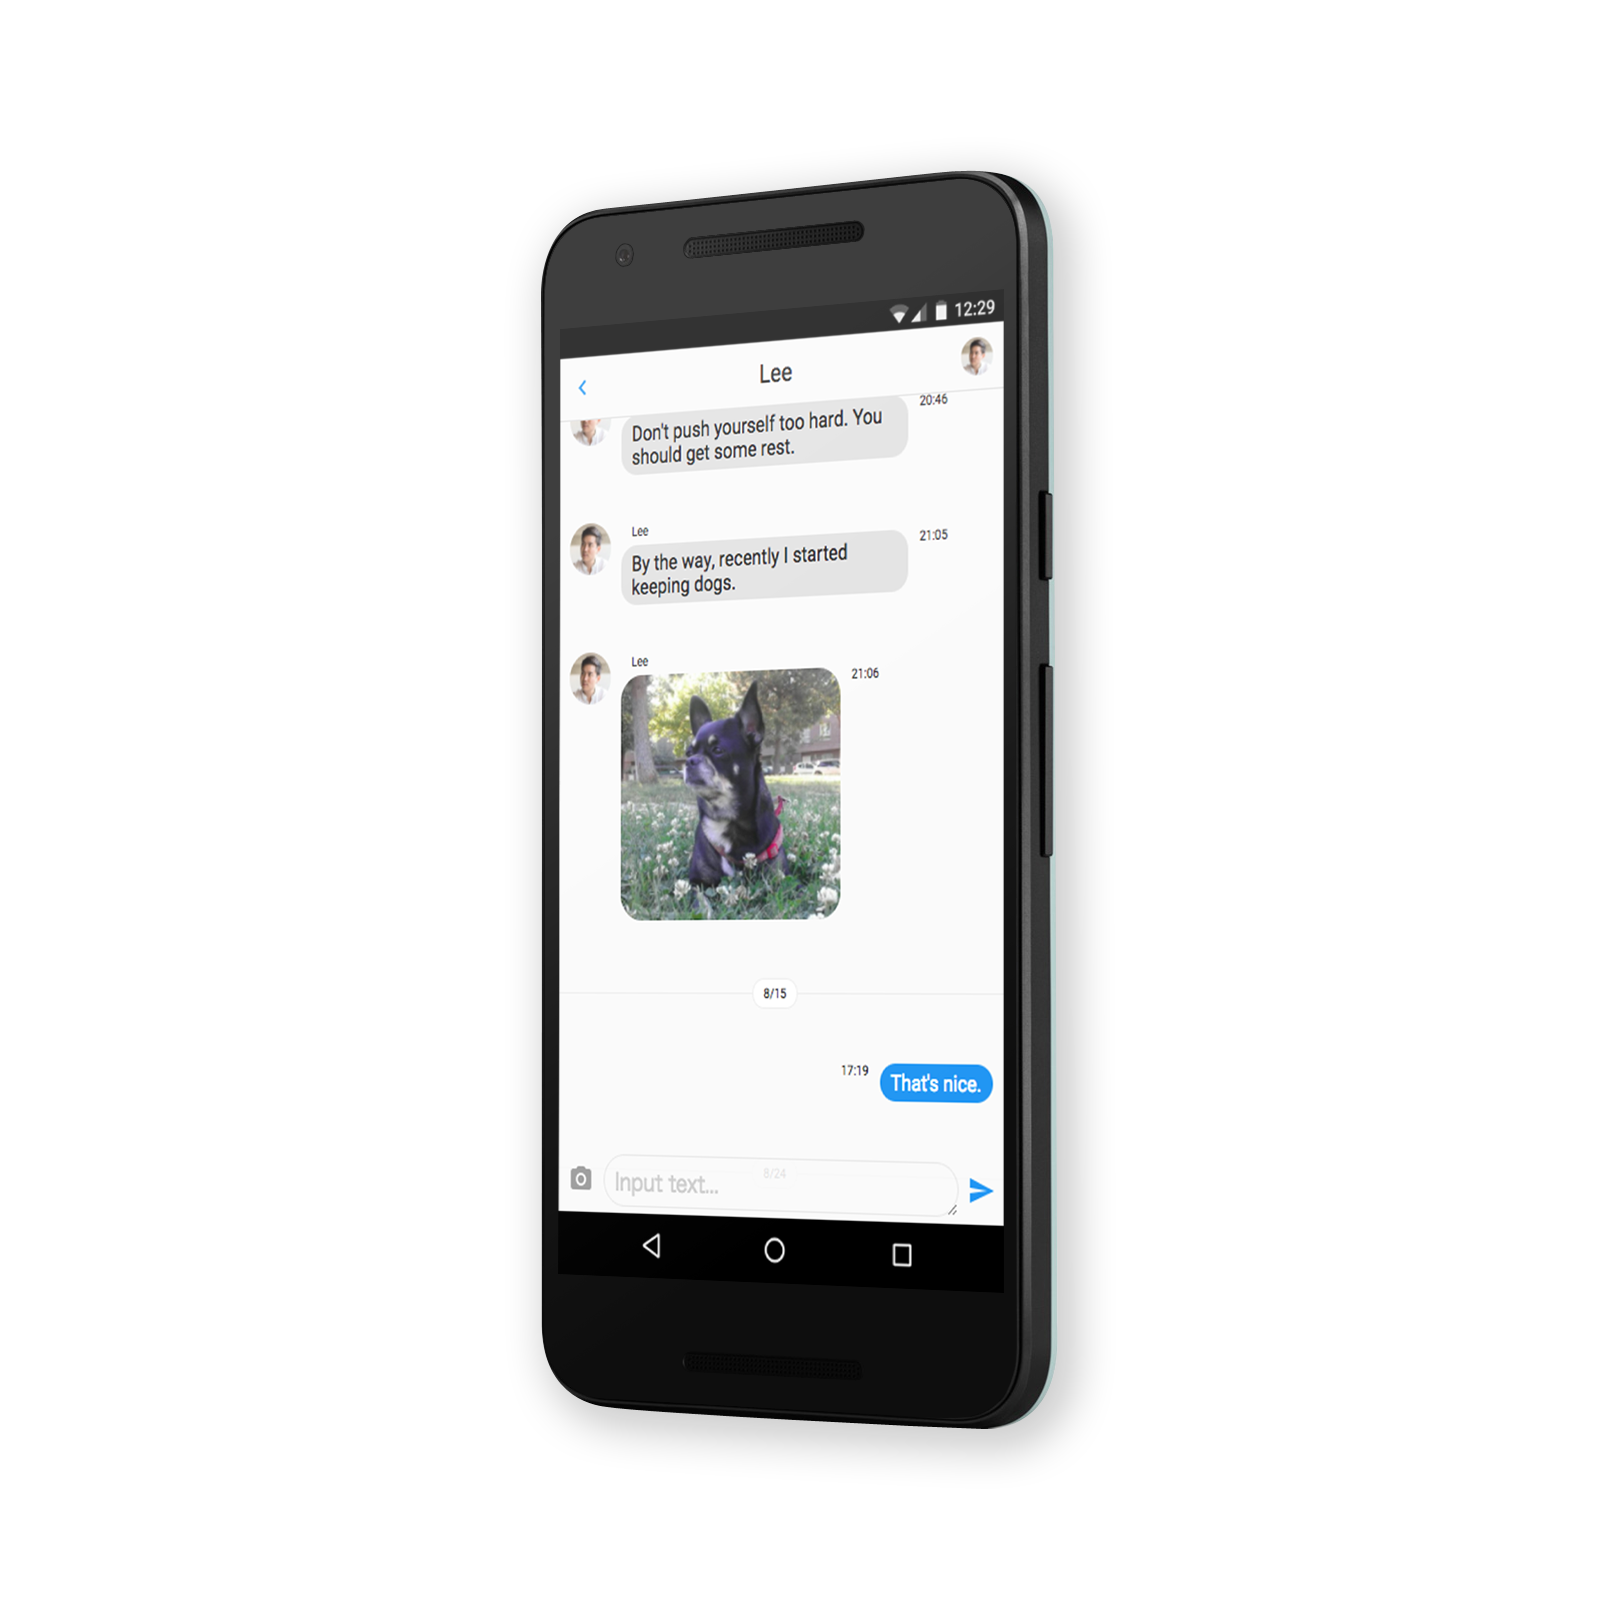 12:29
Lee
20:46
Don't push yourself too hard. You
should get some rest.
Lee
21:05
By the way, recently I started
keeping dogs.
Lee
21:06
8/15
17:19
That's nice.
8/24
Input text...